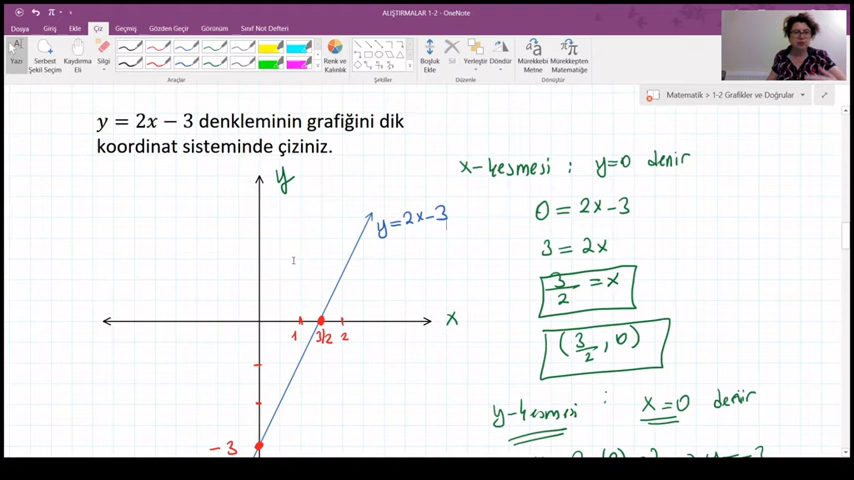 ALIŞTIRMALAR 1-2 - OneNote
Dosya Giriş Ekle Çiz Geçmiş Gözden Geçir Görünüm Sınıf Not Defteri
Yazı Serbest Şekil Seçim Kaydırma Eli Silgi Renk ve Kalınlık Boşluk Ekle Sil Yerleştir Döndür Mürekkebi Metne Mürekkepten Matematiğe
Araçlar Şekiller Düzenleme Dönüştür
Matematik > 1-2 Grafikler ve Doğrular
y = 2x − 3 denkleminin grafiğini dik
koordinat sisteminde çiziniz.
y
y=2x-3
x
1 3/2 2
-3
x-kesmesi : y=0 denir
0 = 2x-3
3 = 2x
3/2 = x
(3/2, 0)
y-kesmesi : x=0 denir